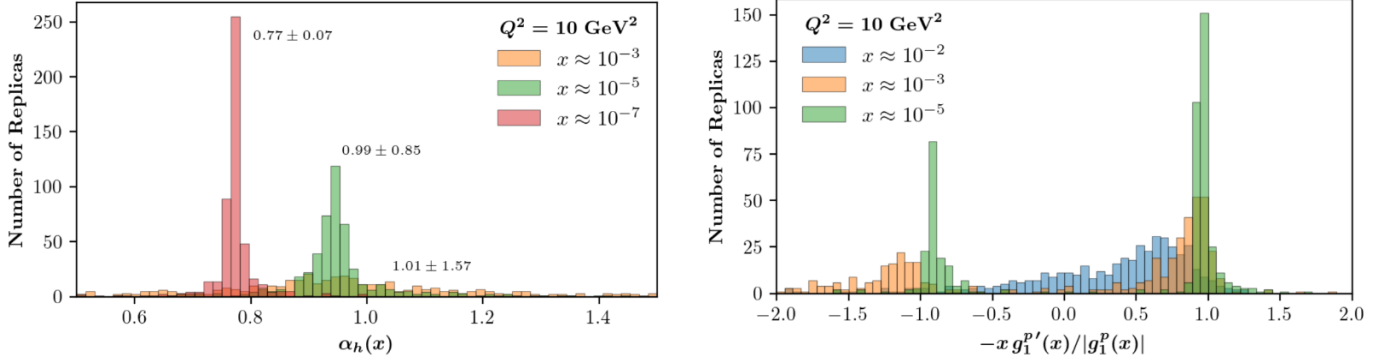 Number of Replicas
250
200
150
100
50
0
0.77 ± 0.07
0.99 ± 0.85
1.01 ± 1.57
Q² = 10 GeV²
x ≈ 10⁻³
x ≈ 10⁻⁵
x ≈ 10⁻⁷
0.6 0.8 1.0 1.2 1.4
αₕ(x)
Number of Replicas
150
125
100
75
50
25
0
Q² = 10 GeV²
x ≈ 10⁻²
x ≈ 10⁻³
x ≈ 10⁻⁵
−2.0 −1.5 −1.0 −0.5 0.0 0.5 1.0 1.5 2.0
−x g₁ᵖ′(x)/|g₁ᵖ(x)|